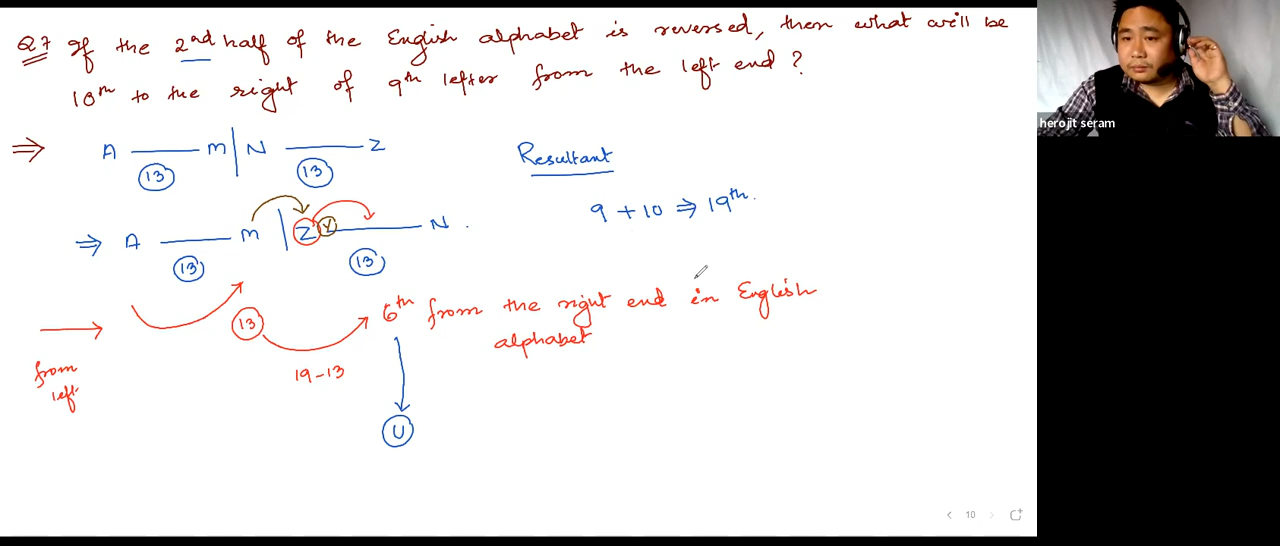 Q7 If the 2nd half of the English alphabet is reversed, then what will be
10th to the right of 9th letter from the left end ?
herojit seram
⇒ A M | N Z
13 13
Resultant
9 + 10 ⇒ 19th.
⇒ A M | Z Y N .
13 13
from left
13
19-13
6th from the right end in English
alphabet
U
10